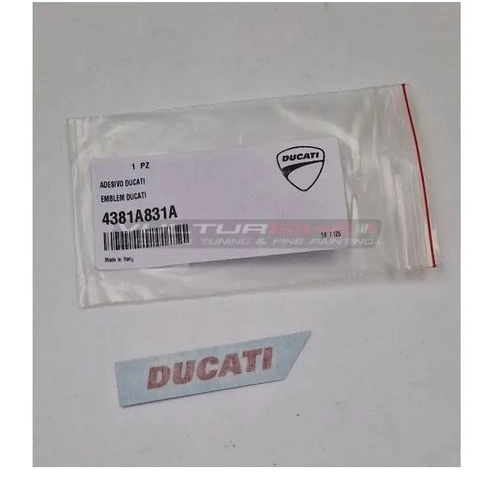 1 PZ
DUCATI
ADESIVO DUCATI
EMBLEM DUCATI
4381A831A
TUNING & FINE PAINTING
Made in Italy
DUCATI